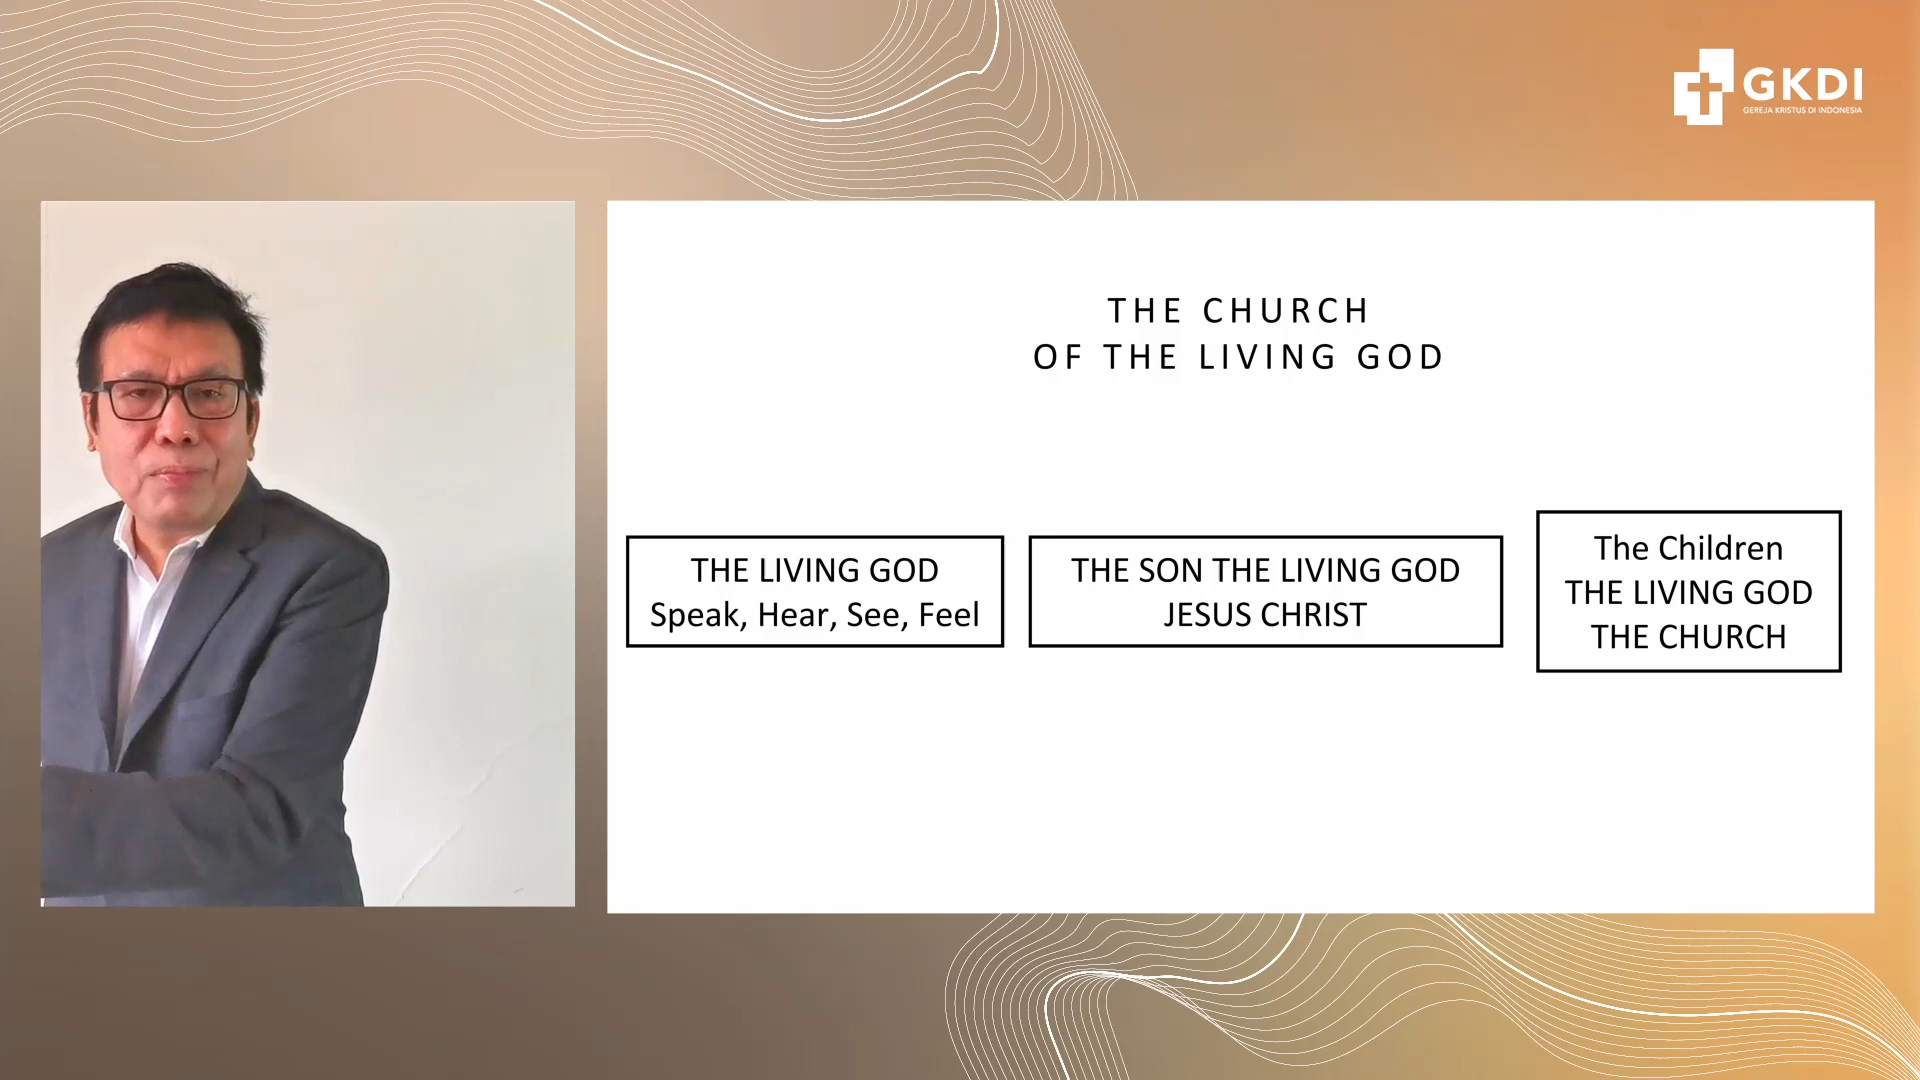 GKDI
GEREJA KRISTUS DI INDONESIA
THE CHURCH
OF THE LIVING GOD
THE LIVING GOD
Speak, Hear, See, Feel
THE SON THE LIVING GOD
JESUS CHRIST
The Children
THE LIVING GOD
THE CHURCH